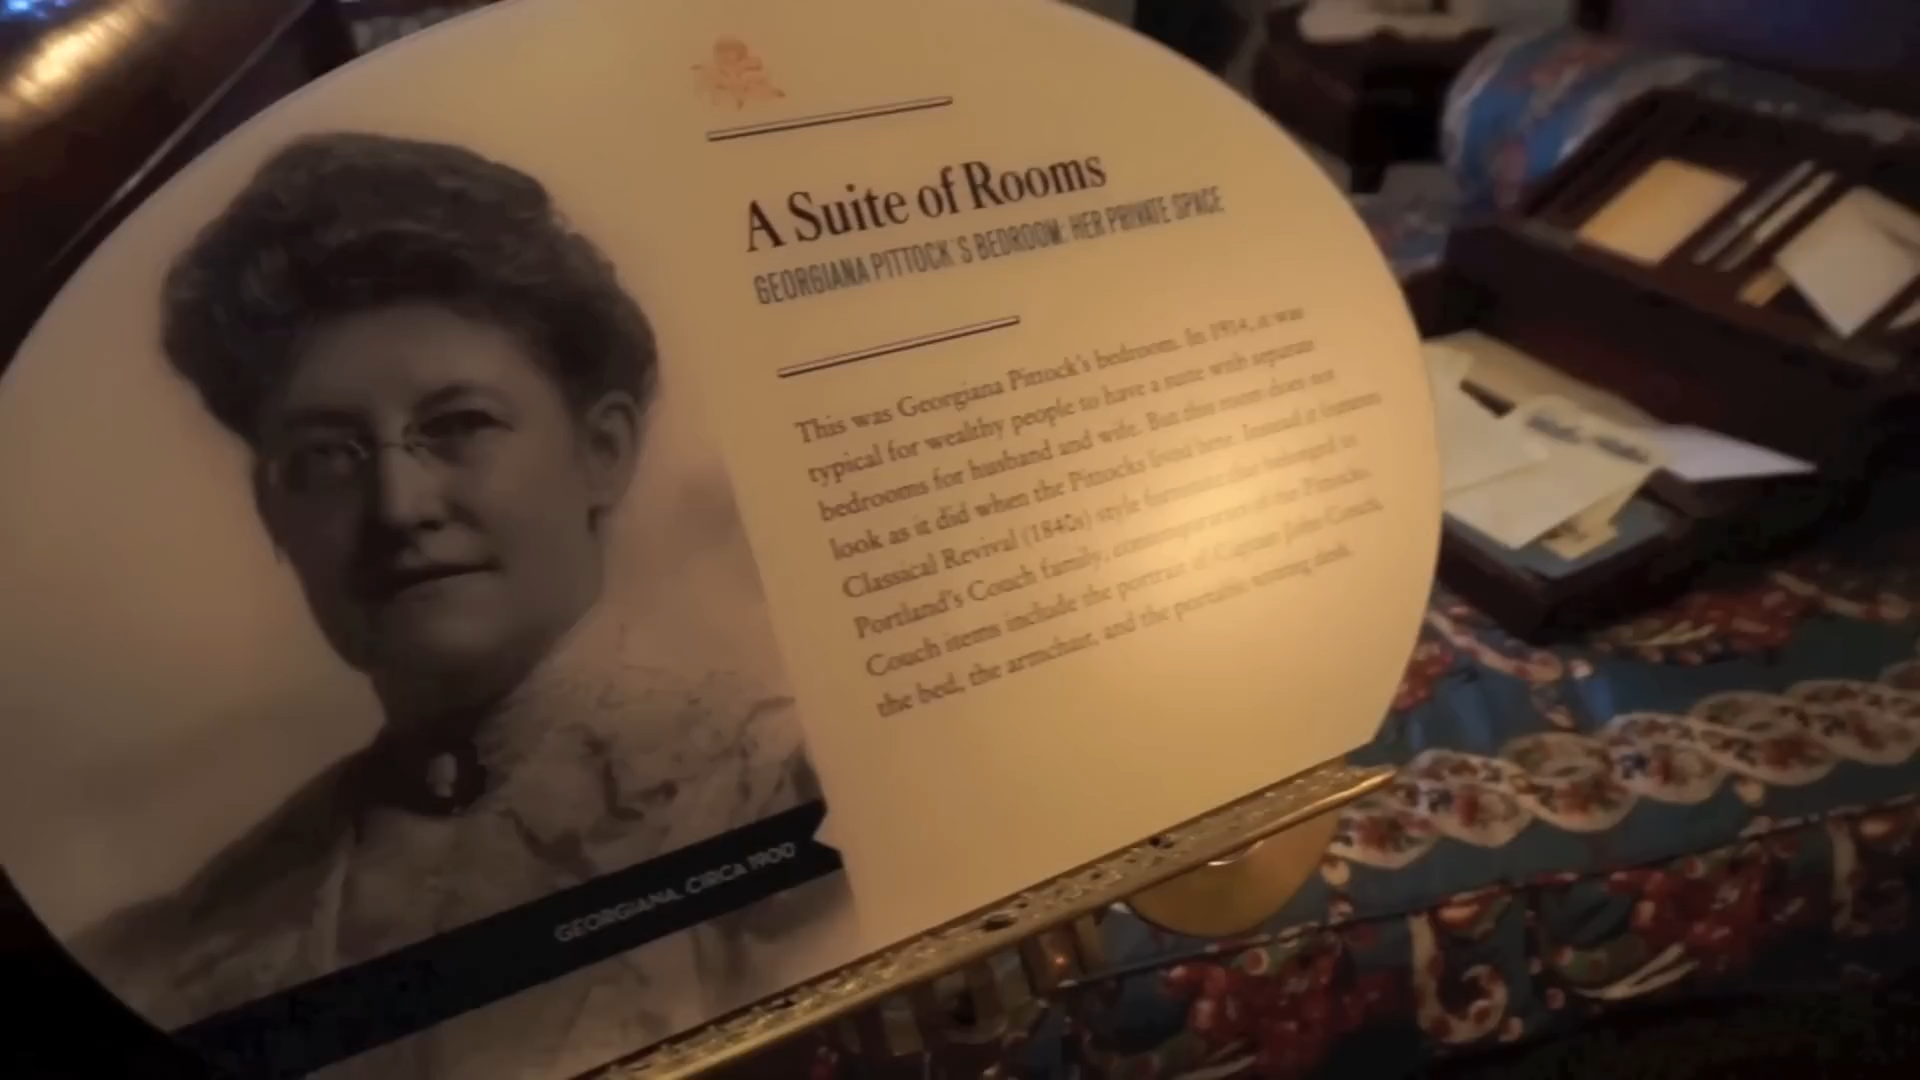 A Suite of Rooms
GEORGIANA PITTOCK'S BEDROOM: HER PRIVATE SPACE
This was Georgiana Pittock's bedroom. In 1914, it was
typical for wealthy people to have a suite with separate
bedrooms for husband and wife. But this room does not
look as it did when the Pittocks lived here. Instead it features
Classical Revival (1840s) style furniture that belonged to
Portland's Couch family, contemporaries of the Pittocks.
Couch items include the portrait of Captain John Couch,
the bed, the armchair, and the portable writing desk.
GEORGIANA, CIRCA 1900